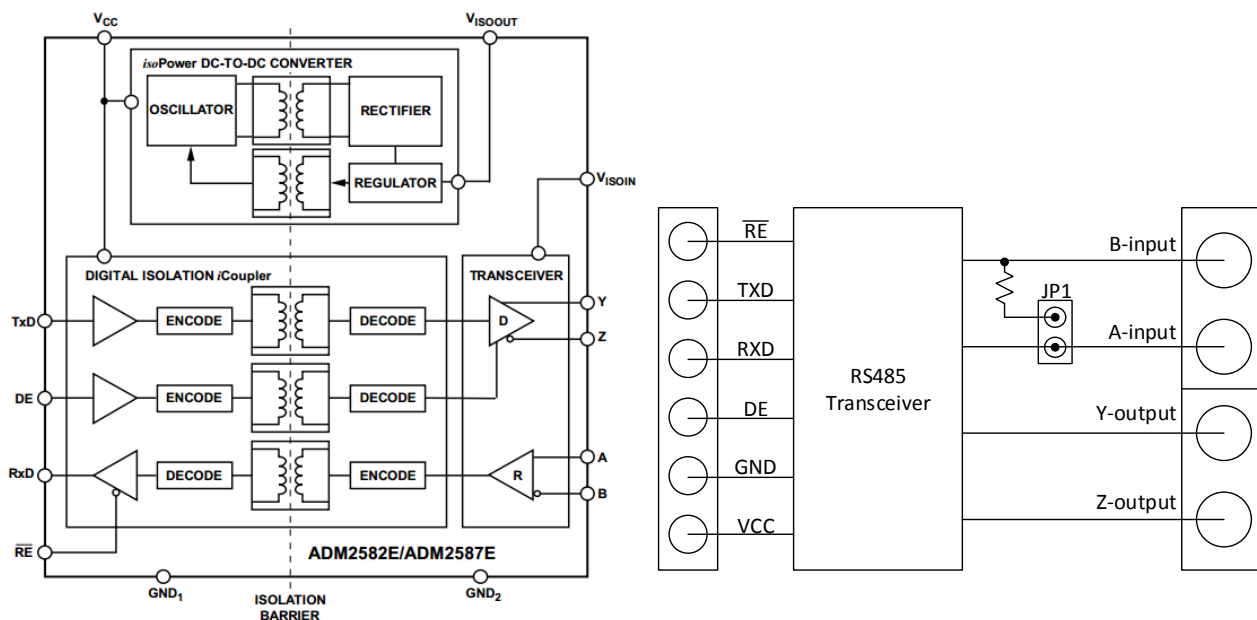 VCC
VISOOUT
isoPower DC-TO-DC CONVERTER
OSCILLATOR
RECTIFIER
REGULATOR
VISOIN
DIGITAL ISOLATION iCoupler
TRANSCEIVER
TxD
ENCODE
DECODE
D
Y
Z
DE
ENCODE
DECODE
RxD
DECODE
ENCODE
R
A
B
RE
ADM2582E/ADM2587E
GND1
GND2
ISOLATION
BARRIER
RE
TXD
RXD
DE
GND
VCC
RS485
Transceiver
B-input
JP1
A-input
Y-output
Z-output